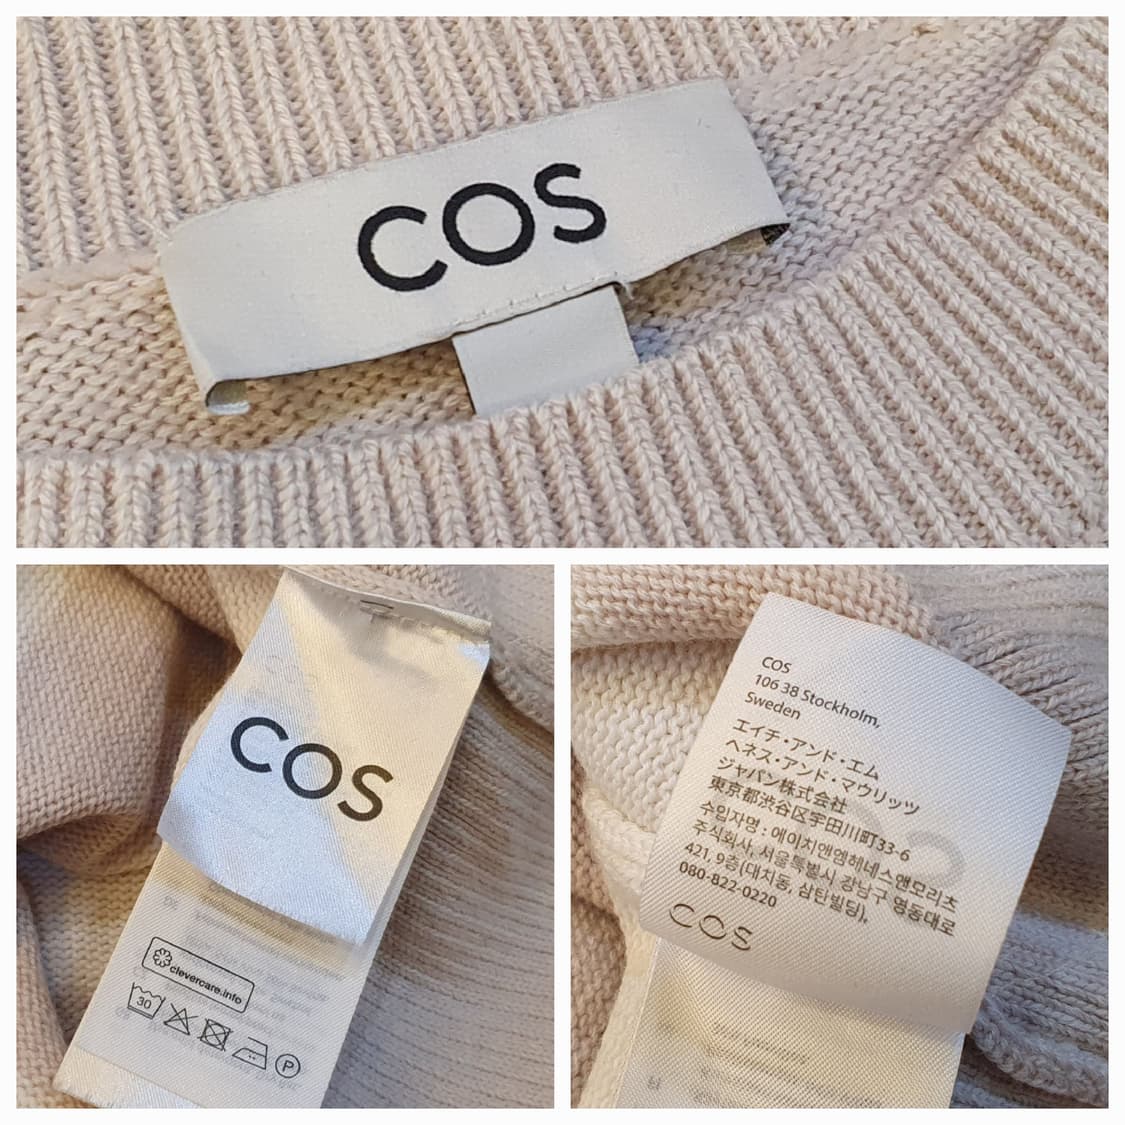 COS
COS
clevercare.info
30
P
COS
106 38 Stockholm,
Sweden
エイチ・アンド・エム
ヘネス・アンド・マウリッツ
ジャパン株式会社
東京都渋谷区宇田川町33-6
수입자명 : 에이치앤엠헤네스앤모리츠
주식회사, 서울특별시 강남구 영동대로
421, 9층(대치동, 삼탄빌딩),
080-822-0220
COS